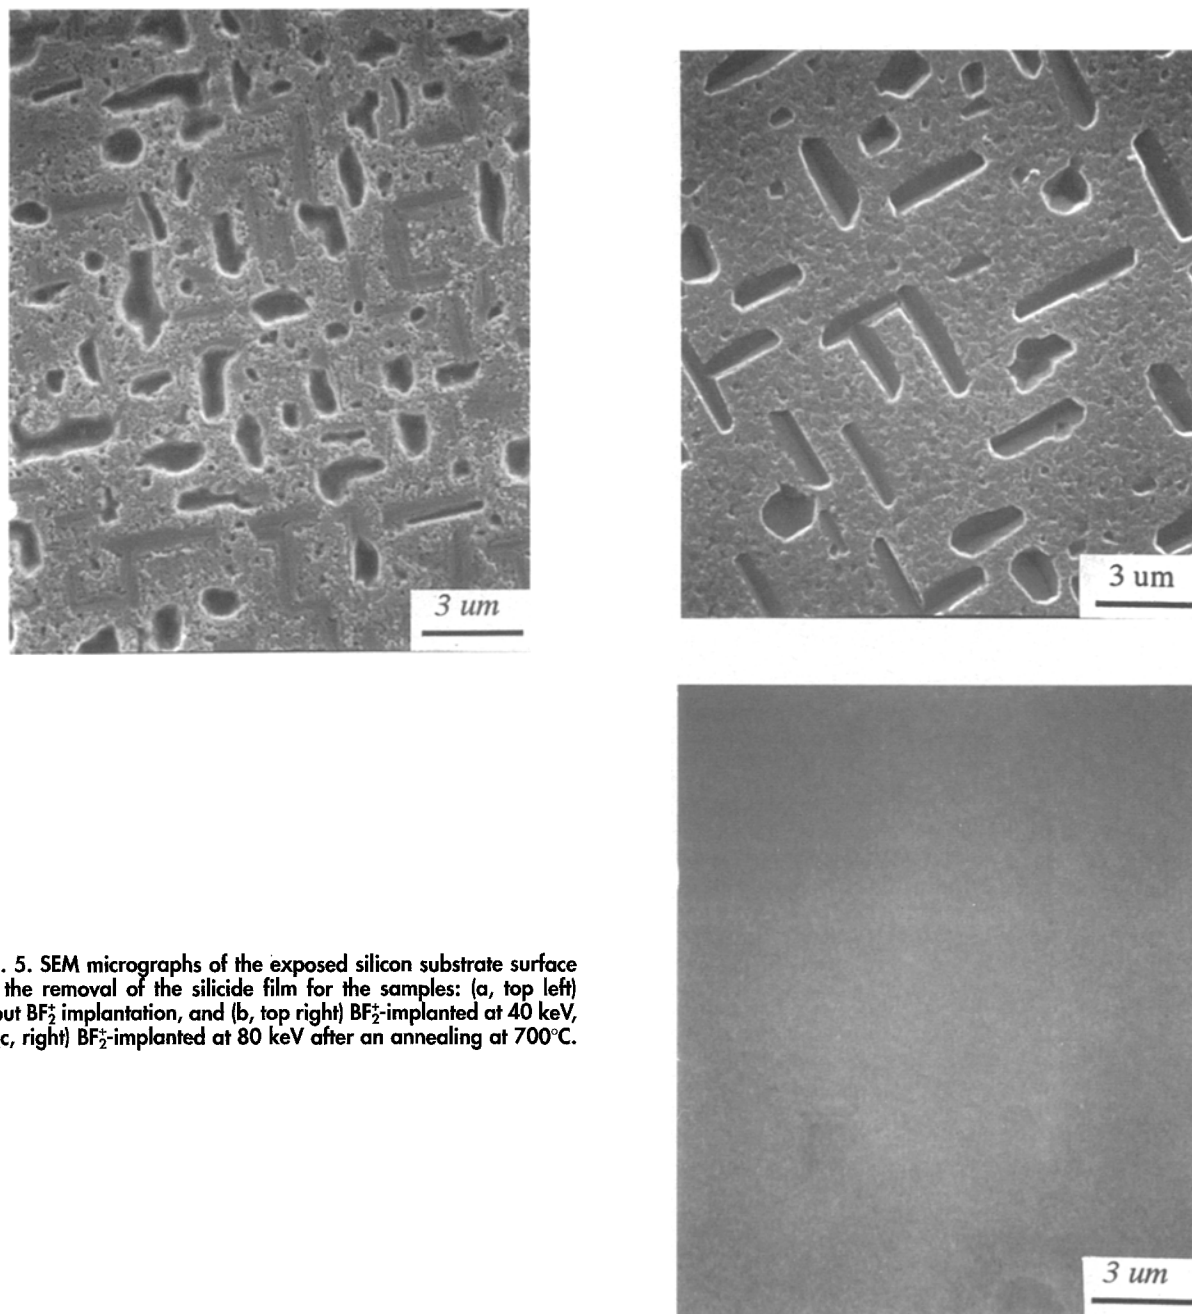 3 um
3 um
. 5. SEM micrographs of the exposed silicon substrate surface
the removal of the silicide film for the samples: (a, top left)
out BF₂⁺ implantation, and (b, top right) BF₂⁺-implanted at 40 keV,
c, right) BF₂⁺-implanted at 80 keV after an annealing at 700°C.
3 um